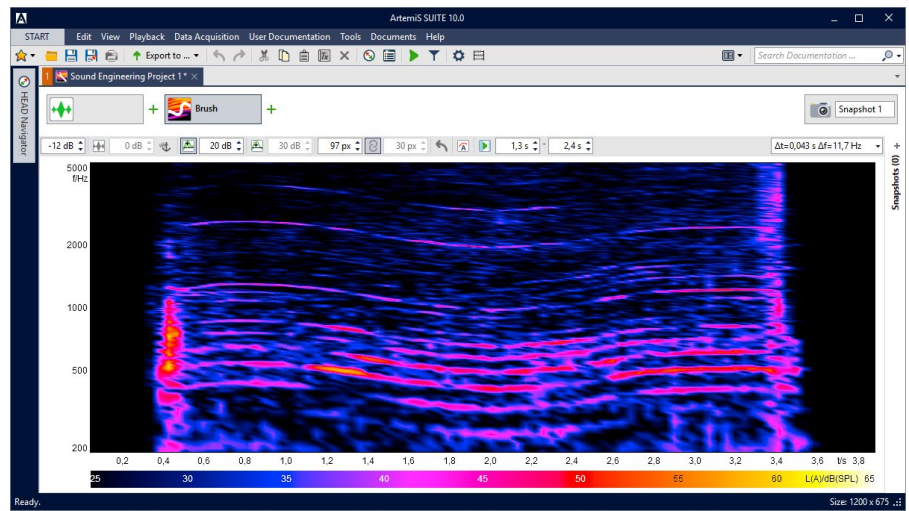 ArtemiS SUITE 10.0
START Edit View Playback Data Acquisition User Documentation Tools Documents Help
Export to ... Search Documentation ...
1 Sound Engineering Project 1*
HEAD Navigator
Brush
Snapshot 1
-12 dB 0 dB 20 dB 30 dB 97 px 30 px 1,3 s - 2,4 s Δt=0,043 s Δf=11,7 Hz
Snapshots (0)
5000
f/Hz
2000
1000
500
200
0,2 0,4 0,6 0,8 1,0 1,2 1,4 1,6 1,8 2,0 2,2 2,4 2,6 2,8 3,0 3,2 3,4 3,6 t/s 3,8
25 30 35 40 45 50 55 60 L(A)/dB(SPL) 65
Ready. Size: 1200 x 675